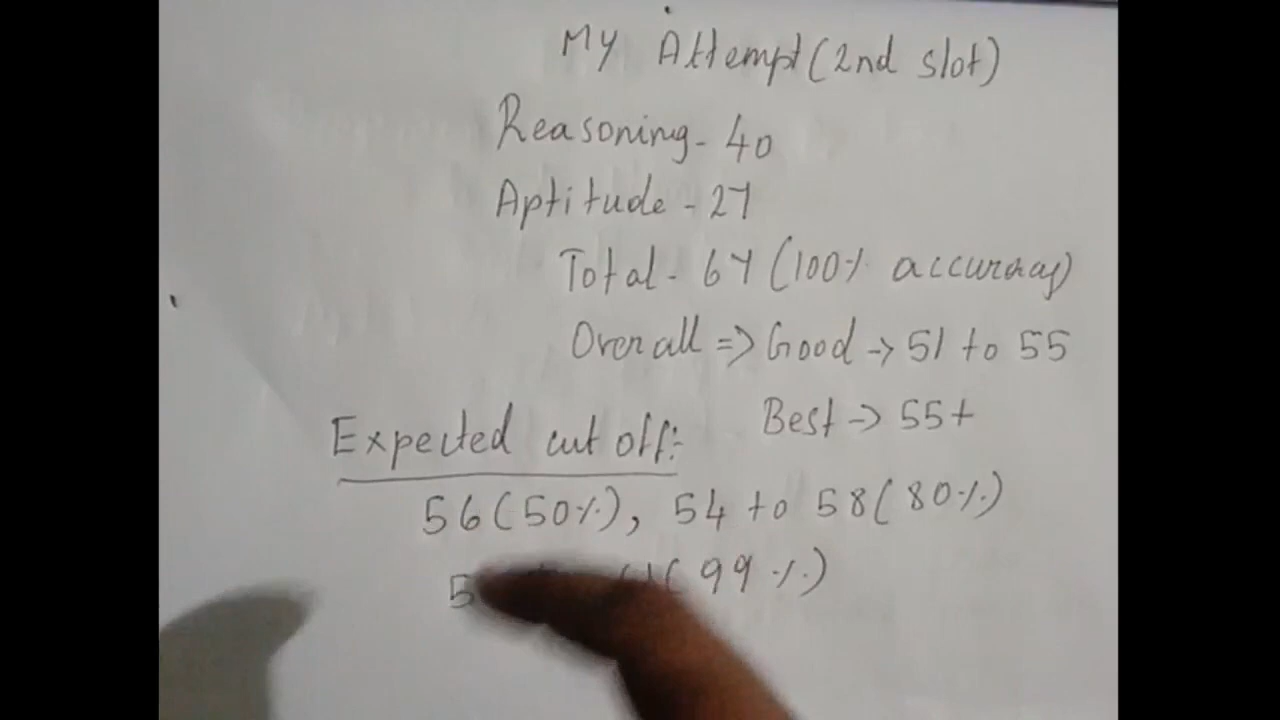 My Attempt (2nd slot)
Reasoning - 40
Aptitude - 27
Total - 67 (100% accuracy)
Overall => Good -> 51 to 55
Best -> 55+
Expected cut off:
56 (50%), 54 to 58 (80%)
(99%)